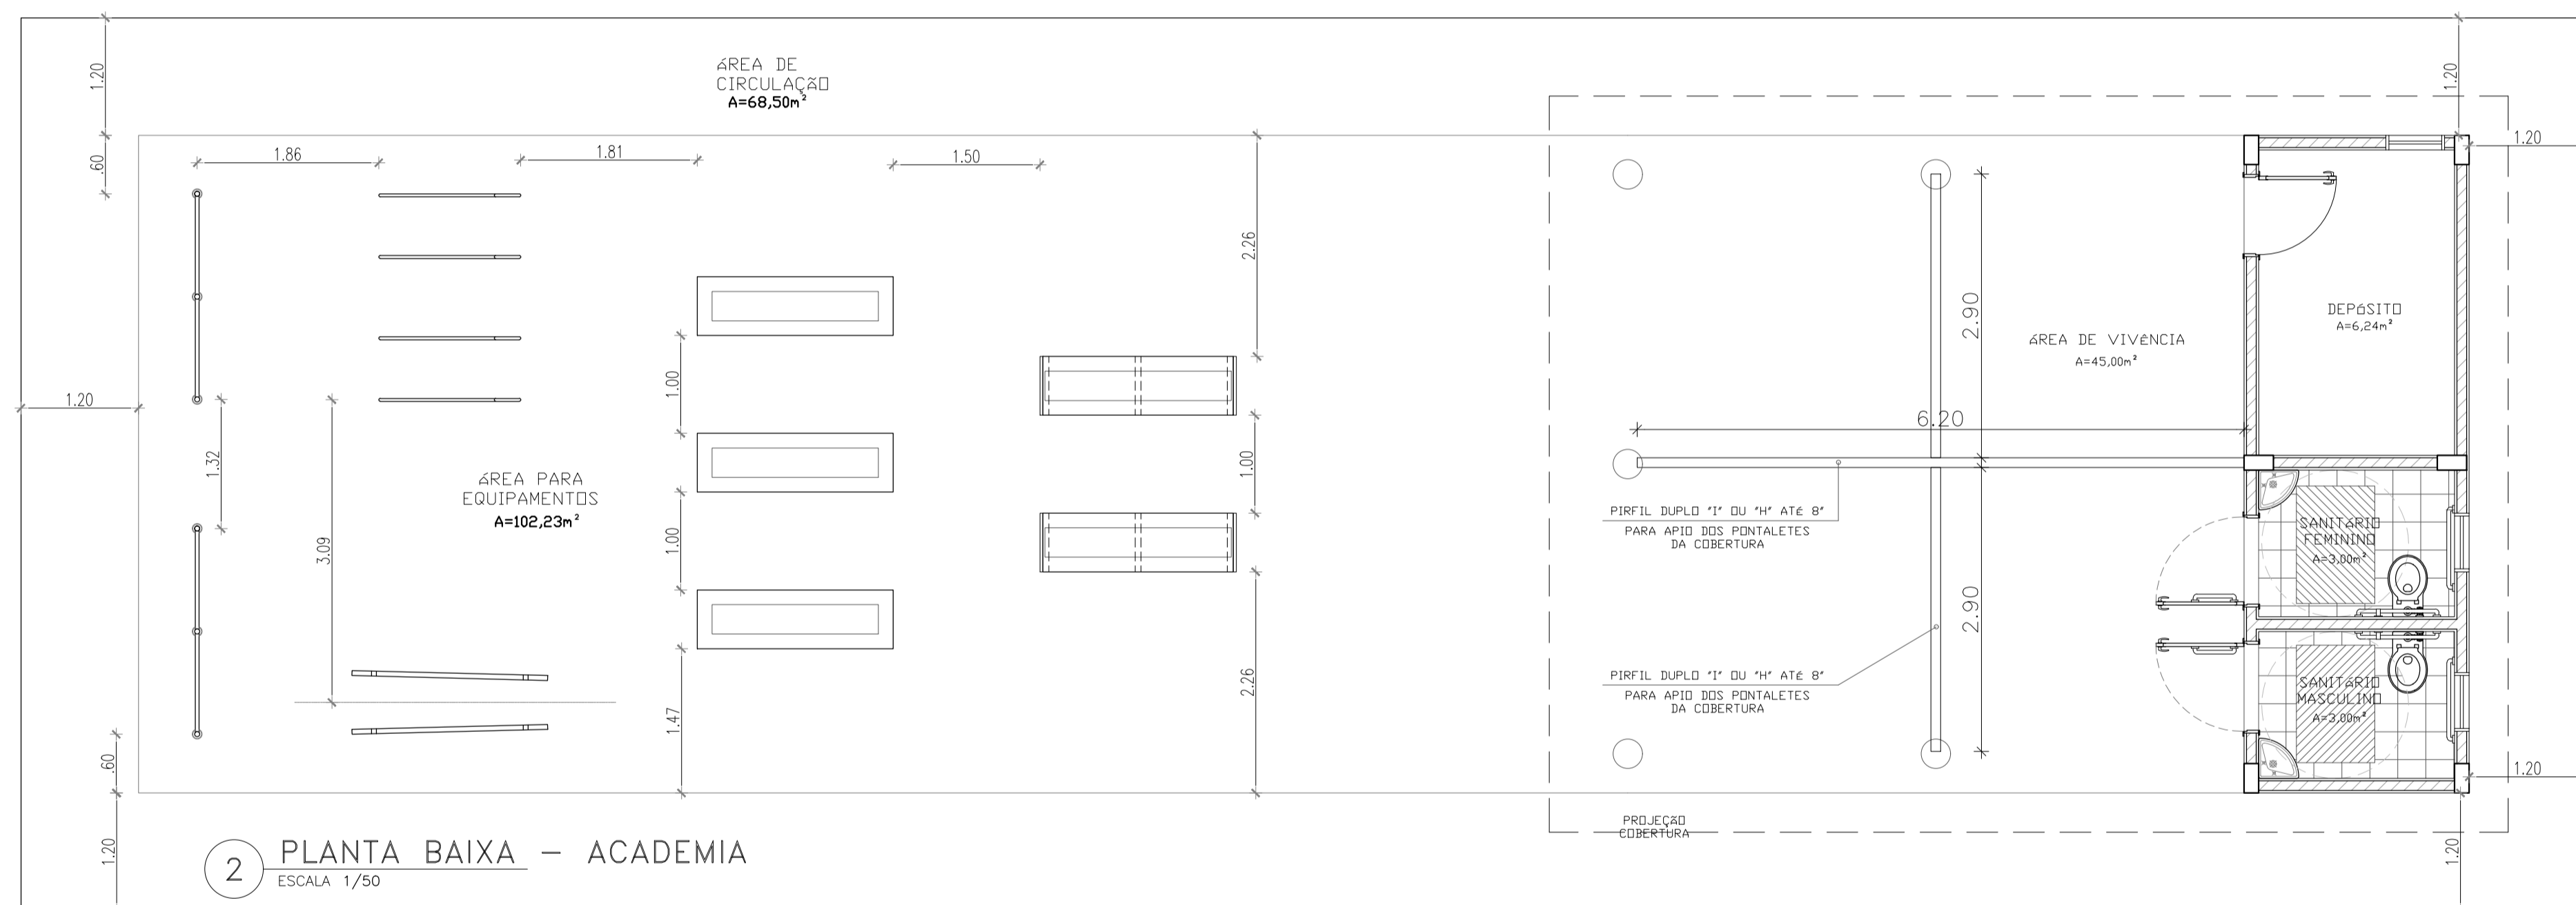 ÁREA DE
CIRCULAÇÃO
A=68,50m²
1.20
1.20
.60
1.86
1.81
1.50
1.20
2.26
2.90
DEPÓSITO
A=6,24m²
ÁREA DE VIVÊNCIA
A=45,00m²
1.20
1.00
6.20
1.32
1.00
ÁREA PARA
EQUIPAMENTOS
A=102,23m²
3.09
1.00
PIRFIL DUPLO "I" OU "H" ATÉ 8"
PARA APIO DOS PONTALETES
DA COBERTURA
SANITÁRIO
FEMININO
A=3,00m²
2.90
PIRFIL DUPLO "I" OU "H" ATÉ 8"
PARA APIO DOS PONTALETES
DA COBERTURA
SANITÁRIO
MASCULINO
A=3,00m²
2.26
1.47
.60
1.20
PROJEÇÃO
COBERTURA
1.20
1.20
2
PLANTA BAIXA - ACADEMIA
ESCALA 1/50